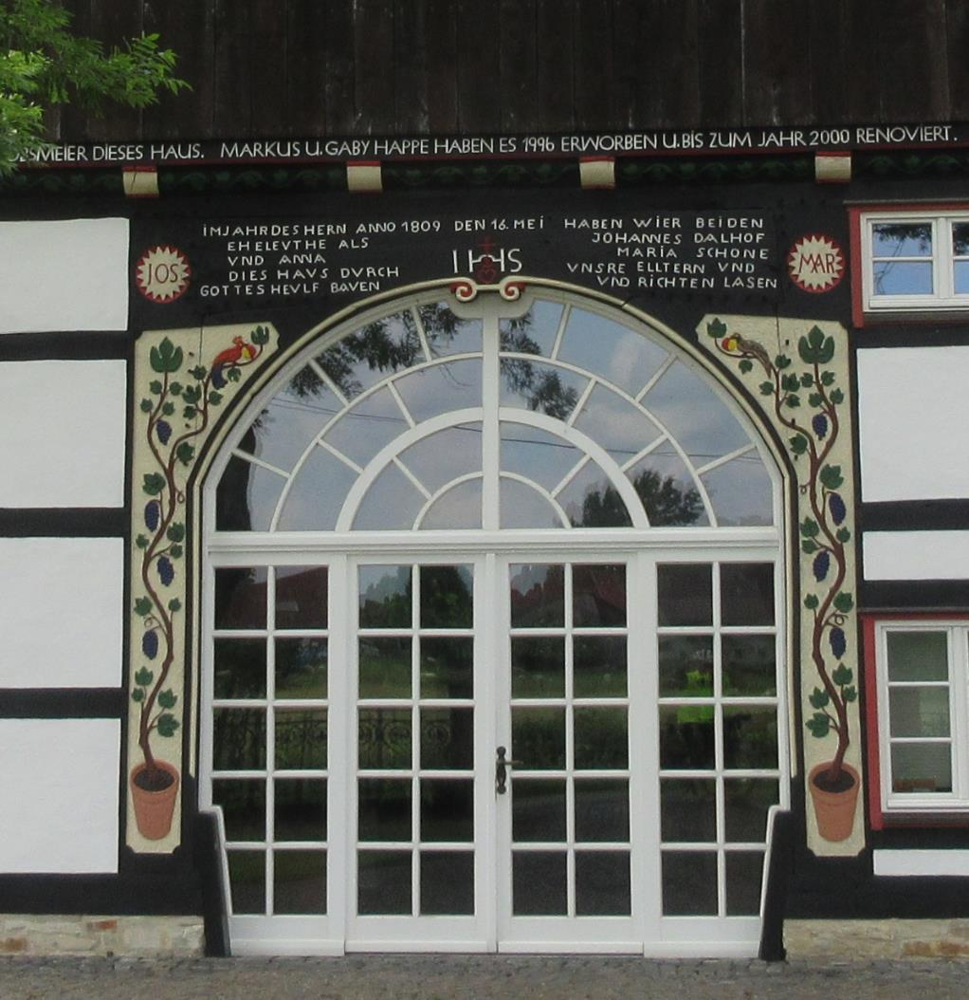 DIESES HAUS. MARKUS U. GABY HAPPE HABEN ES 1996 ERWORBEN U. BIS ZUM JAHR 2000 RENOVIERT.
IMJAHRDESHERN ANNO 1809 DEN 16. MEI HABEN WIER BEIDEN
EHELEVTHE ALS JOHANNES DALHOF
VND ANNA MARIA SCHONE
DIES HAVS DVRCH VNSRE ELLTERN VND
GOTTES HEVLF BAVEN VND RICHTEN LASEN
IHS
JOS
MAR